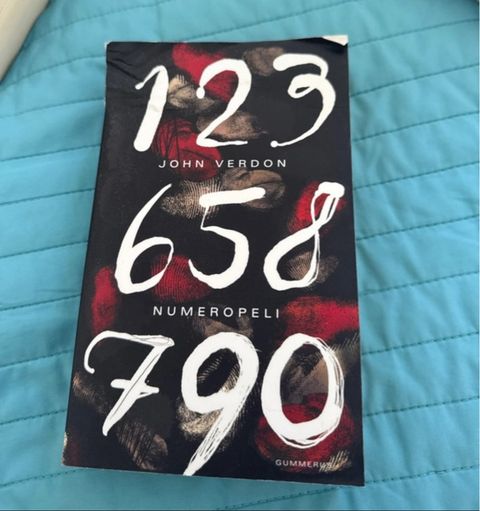 123
JOHN VERDON
658
NUMEROPELI
790
GUMMERUS